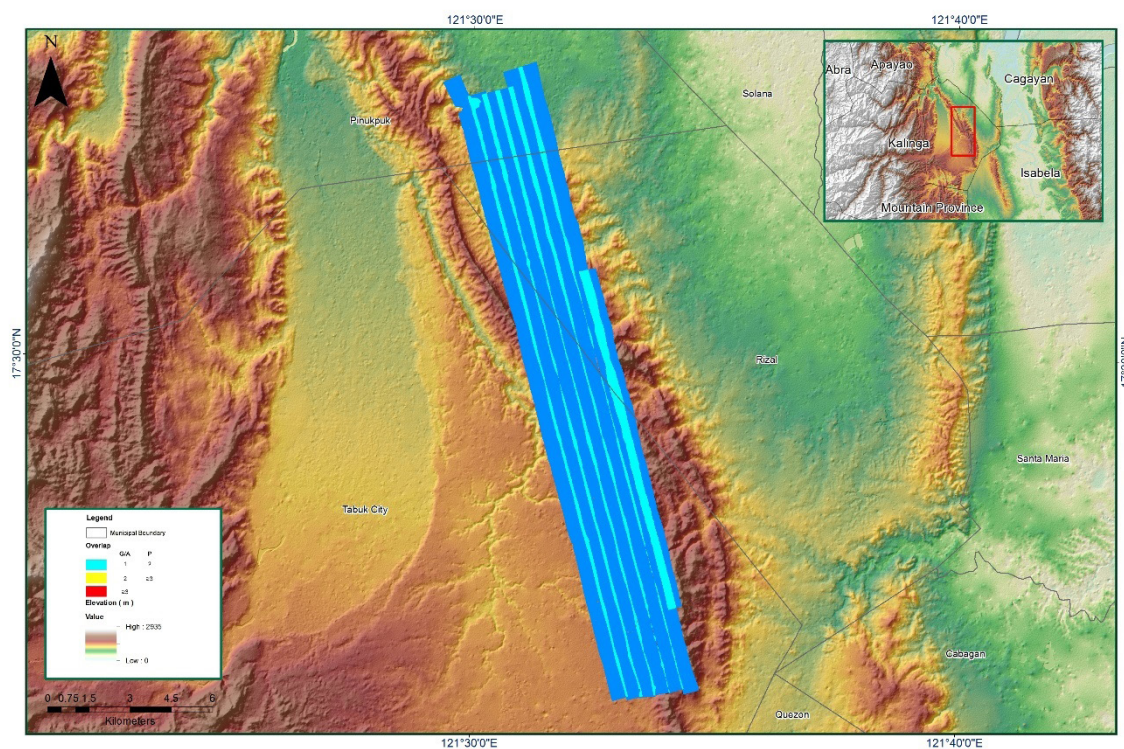 121°30'0"E
121°40'0"E
N
Abra
Apayao
Cagayan
Kalinga
Isabela
Mountain Province
Solana
Pinukpuk
17°30'0"N
Rizal
Santa Maria
Tabuk City
Cabagan
Quezon
Legend
Municipal Boundary
Overlap
G/A P
1
2 ≥3
≥3
Elevation ( m )
Value
High : 2935
Low : 0
0 0.75 1.5 3 4.5 6
Kilometers
121°30'0"E
121°40'0"E